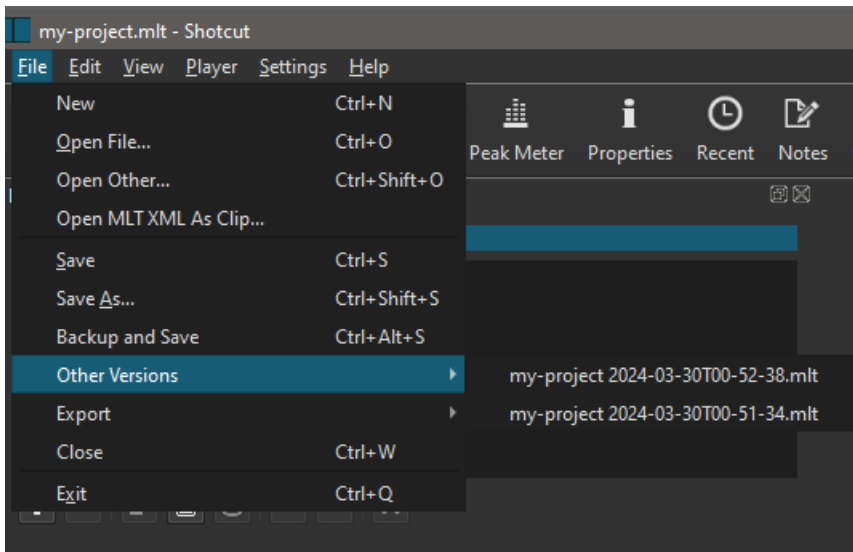 my-project.mlt - Shotcut
File Edit View Player Settings Help
New Ctrl+N
Open File... Ctrl+O
Open Other... Ctrl+Shift+O
Open MLT XML As Clip...
Save Ctrl+S
Save As... Ctrl+Shift+S
Backup and Save Ctrl+Alt+S
Other Versions
Export
Close Ctrl+W
Exit Ctrl+Q
Peak Meter Properties Recent Notes
my-project 2024-03-30T00-52-38.mlt
my-project 2024-03-30T00-51-34.mlt